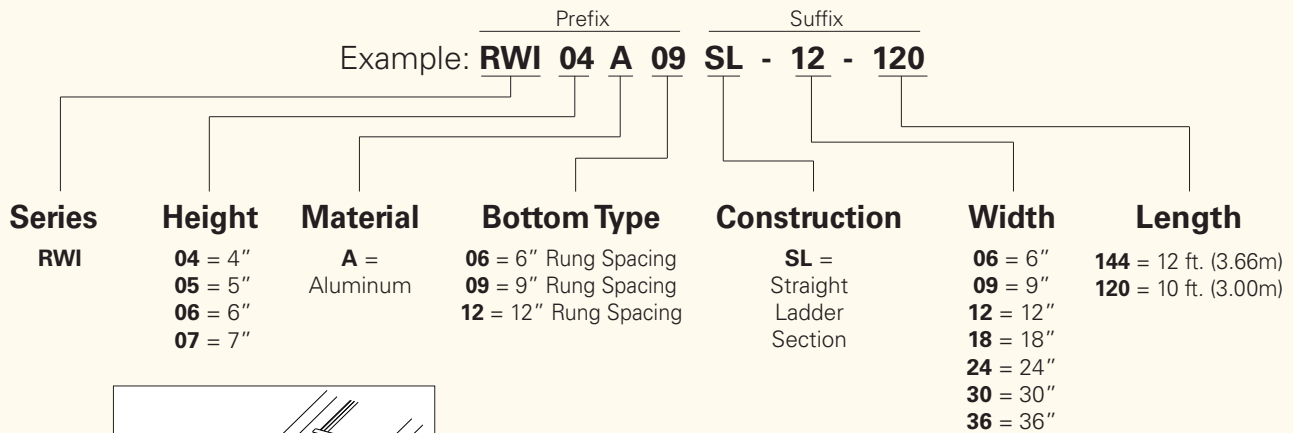 Prefix Suffix
Example: RWI 04 A 09 SL - 12 - 120
Series Height Material Bottom Type Construction Width Length
RWI
04 = 4”
05 = 5”
06 = 6”
07 = 7”
A =
Aluminum
06 = 6” Rung Spacing
09 = 9” Rung Spacing
12 = 12” Rung Spacing
SL =
Straight
Ladder
Section
06 = 6”
09 = 9”
12 = 12”
18 = 18”
24 = 24”
30 = 30”
36 = 36”
144 = 12 ft. (3.66m)
120 = 10 ft. (3.00m)